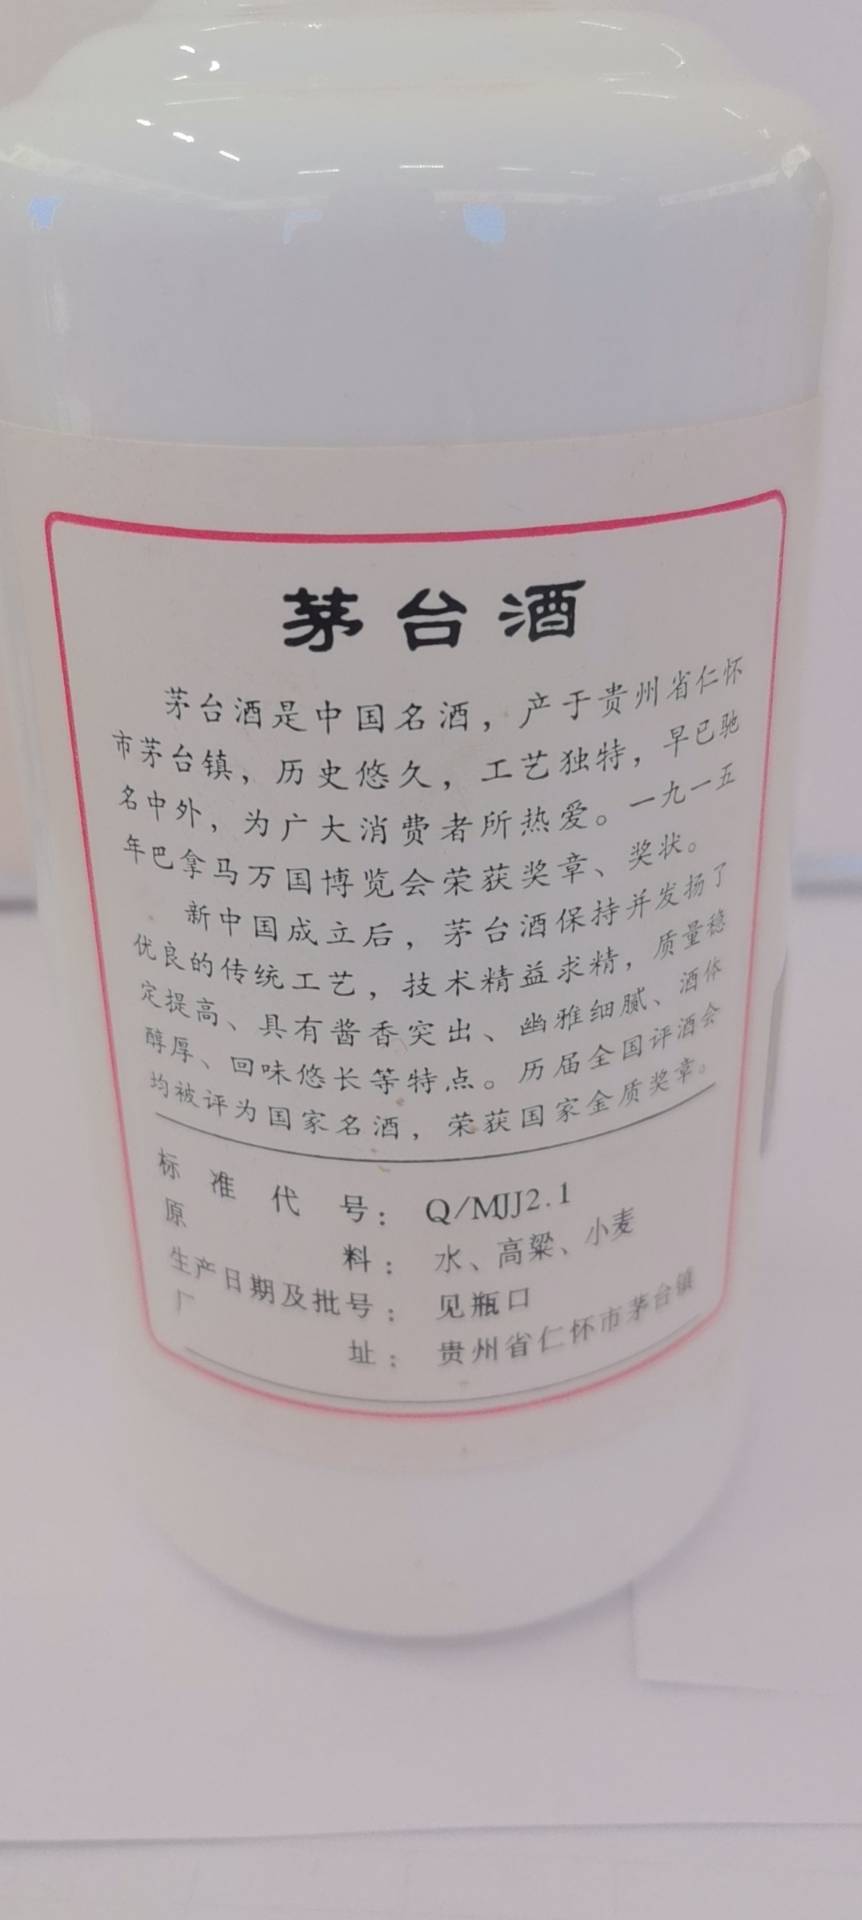 茅台酒
茅台酒是中国名酒，产于贵州省仁怀
市茅台镇，历史悠久，工艺独特，早已驰
名中外，为广大消费者所热爱。一九一五
年巴拿马万国博览会荣获奖章、奖状。
新中国成立后，茅台酒保持并发扬了
优良的传统工艺，技术精益求精，质量稳
定提高、具有酱香突出、幽雅细腻、酒体
醇厚、回味悠长等特点。历届全国评酒会
均被评为国家名酒，荣获国家金质奖章。
标准代号：Q/MJJ2.1
原料：水、高粱、小麦
生产日期及批号：见瓶口
厂址：贵州省仁怀市茅台镇